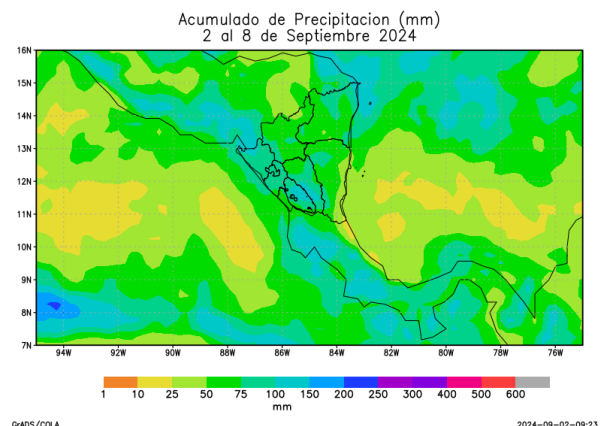 Acumulado de Precipitacion (mm)
2 al 8 de Septiembre 2024
16N
15N
14N
13N
12N
11N
10N
9N
8N
7N
94W 92W 90W 88W 86W 84W 82W 80W 78W 76W
1 10 25 50 75 100 150 200 250 300 400 500 600
mm
GrADS/COLA 2024-09-02-09:23